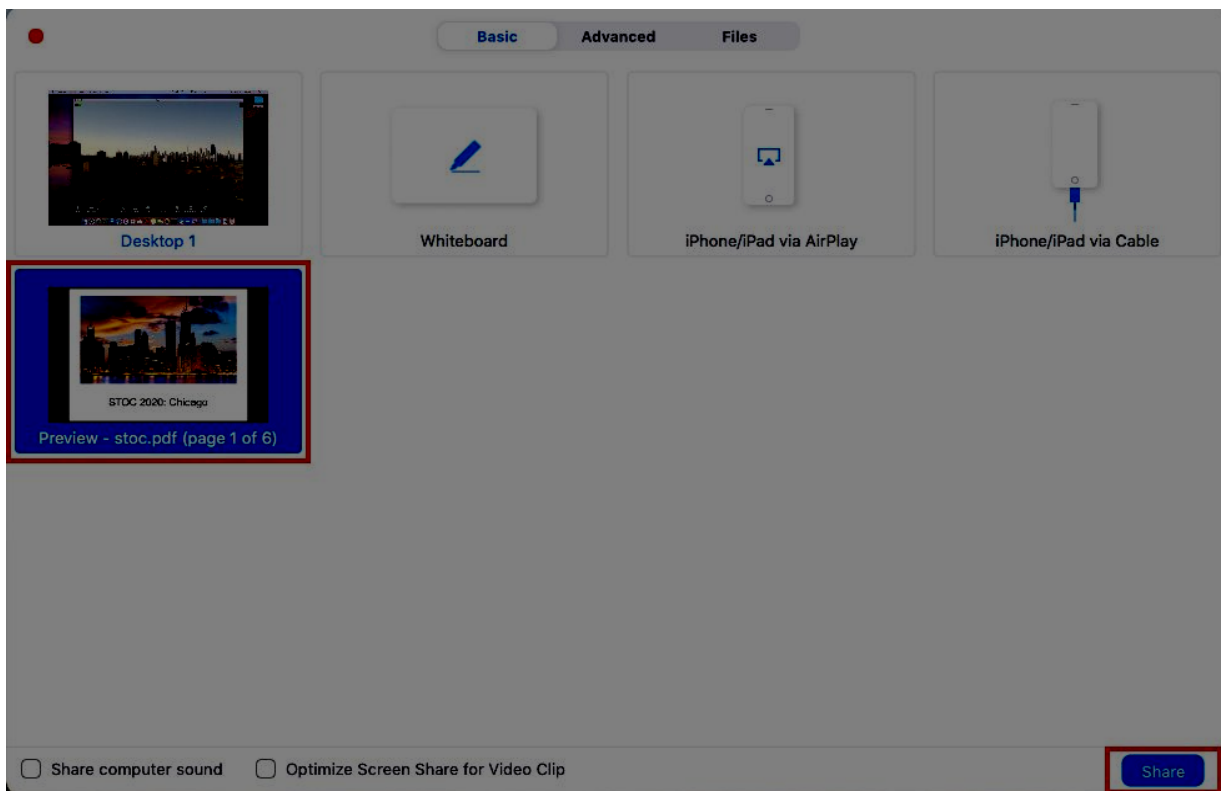 Basic
Advanced
Files
Desktop 1
Whiteboard
iPhone/iPad via AirPlay
iPhone/iPad via Cable
STOC 2020: Chicago
Preview - stoc.pdf (page 1 of 6)
Share computer sound
Optimize Screen Share for Video Clip
Share